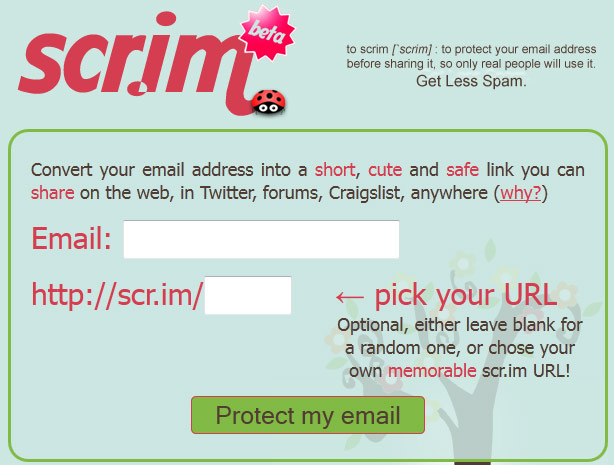 scr.im
beta
to scrim [`scrim] : to protect your email address
before sharing it, so only real people will use it.
Get Less Spam.
Convert your email address into a short, cute and safe link you can
share on the web, in Twitter, forums, Craigslist, anywhere (why?)
Email:
http://scr.im/ ← pick your URL
Optional, either leave blank for
a random one, or chose your
own memorable scr.im URL!
Protect my email